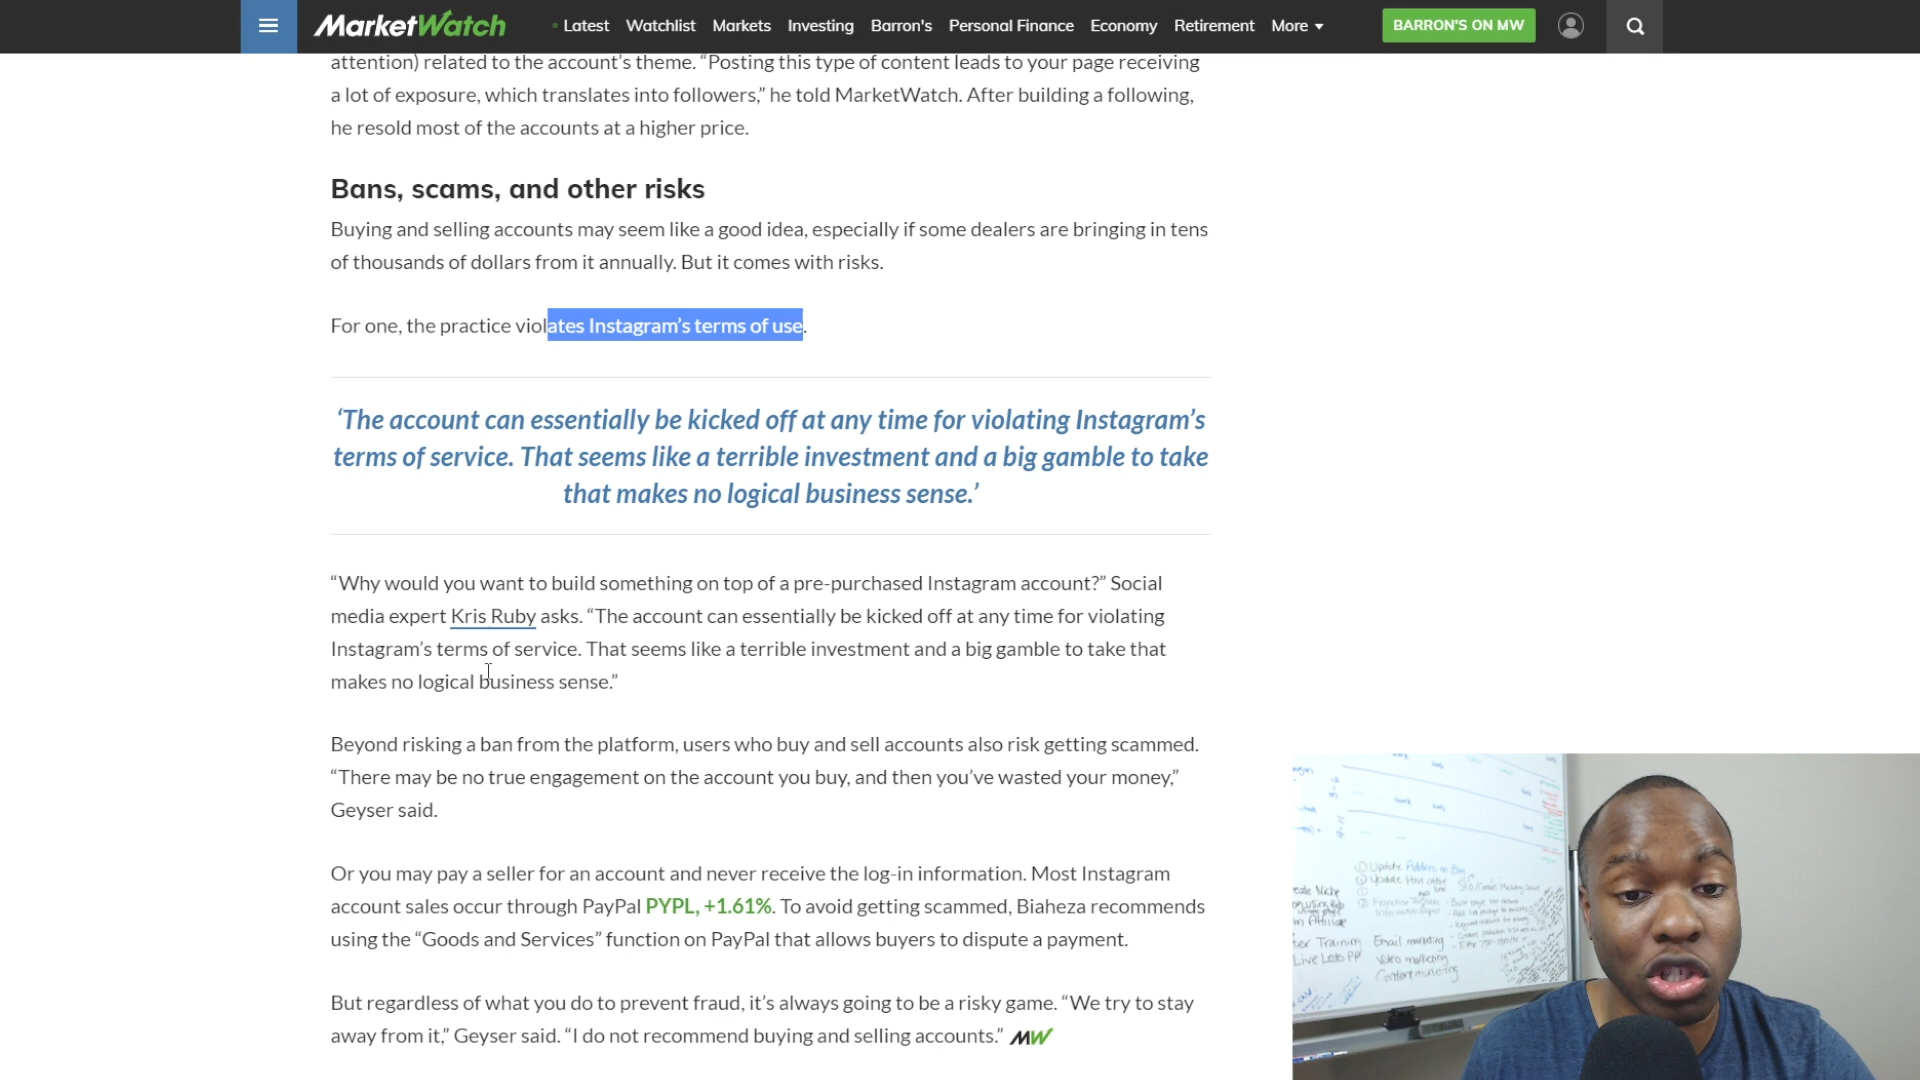 MarketWatch
Latest Watchlist Markets Investing Barron's Personal Finance Economy Retirement More BARRON'S ON MW
attention) related to the account’s theme. “Posting this type of content leads to your page receiving
a lot of exposure, which translates into followers,” he told MarketWatch. After building a following,
he resold most of the accounts at a higher price.
Bans, scams, and other risks
Buying and selling accounts may seem like a good idea, especially if some dealers are bringing in tens
of thousands of dollars from it annually. But it comes with risks.
For one, the practice violates Instagram’s terms of use.
‘The account can essentially be kicked off at any time for violating Instagram’s
terms of service. That seems like a terrible investment and a big gamble to take
that makes no logical business sense.’
“Why would you want to build something on top of a pre-purchased Instagram account?” Social
media expert Kris Ruby asks. “The account can essentially be kicked off at any time for violating
Instagram’s terms of service. That seems like a terrible investment and a big gamble to take that
makes no logical business sense.”
Beyond risking a ban from the platform, users who buy and sell accounts also risk getting scammed.
“There may be no true engagement on the account you buy, and then you’ve wasted your money,”
Geyser said.
Or you may pay a seller for an account and never receive the log-in information. Most Instagram
account sales occur through PayPal PYPL, +1.61%. To avoid getting scammed, Biaheza recommends
using the “Goods and Services” function on PayPal that allows buyers to dispute a payment.
But regardless of what you do to prevent fraud, it’s always going to be a risky game. “We try to stay
away from it,” Geyser said. “I do not recommend buying and selling accounts.” MW
Update
Update Host
Training
Email marketing
Live Labs PP
Video marketing
Content marketing